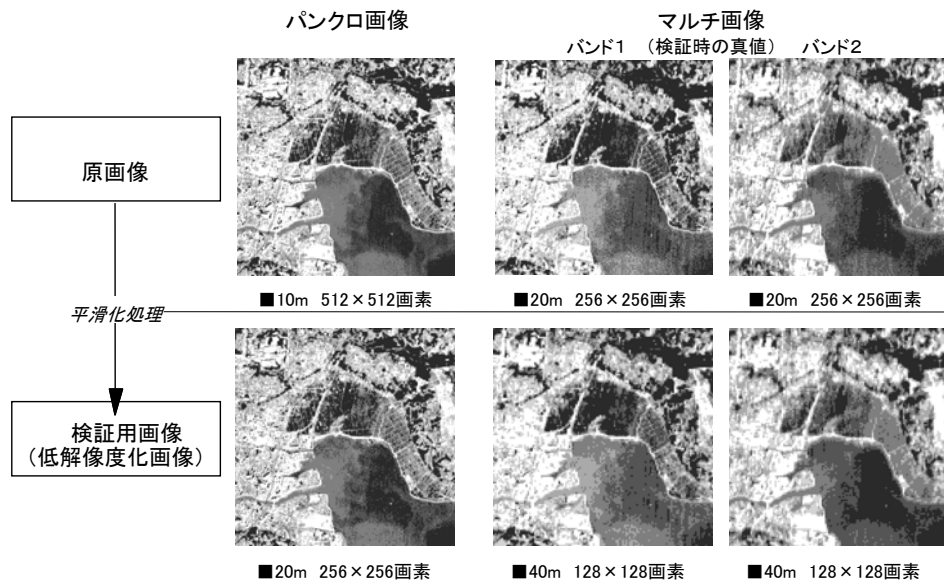 パンクロ画像
マルチ画像
バンド1 (検証時の真値) バンド2
原画像
■10m 512×512画素
■20m 256×256画素
■20m 256×256画素
平滑化処理
検証用画像
(低解像度化画像)
■20m 256×256画素
■40m 128×128画素
■40m 128×128画素